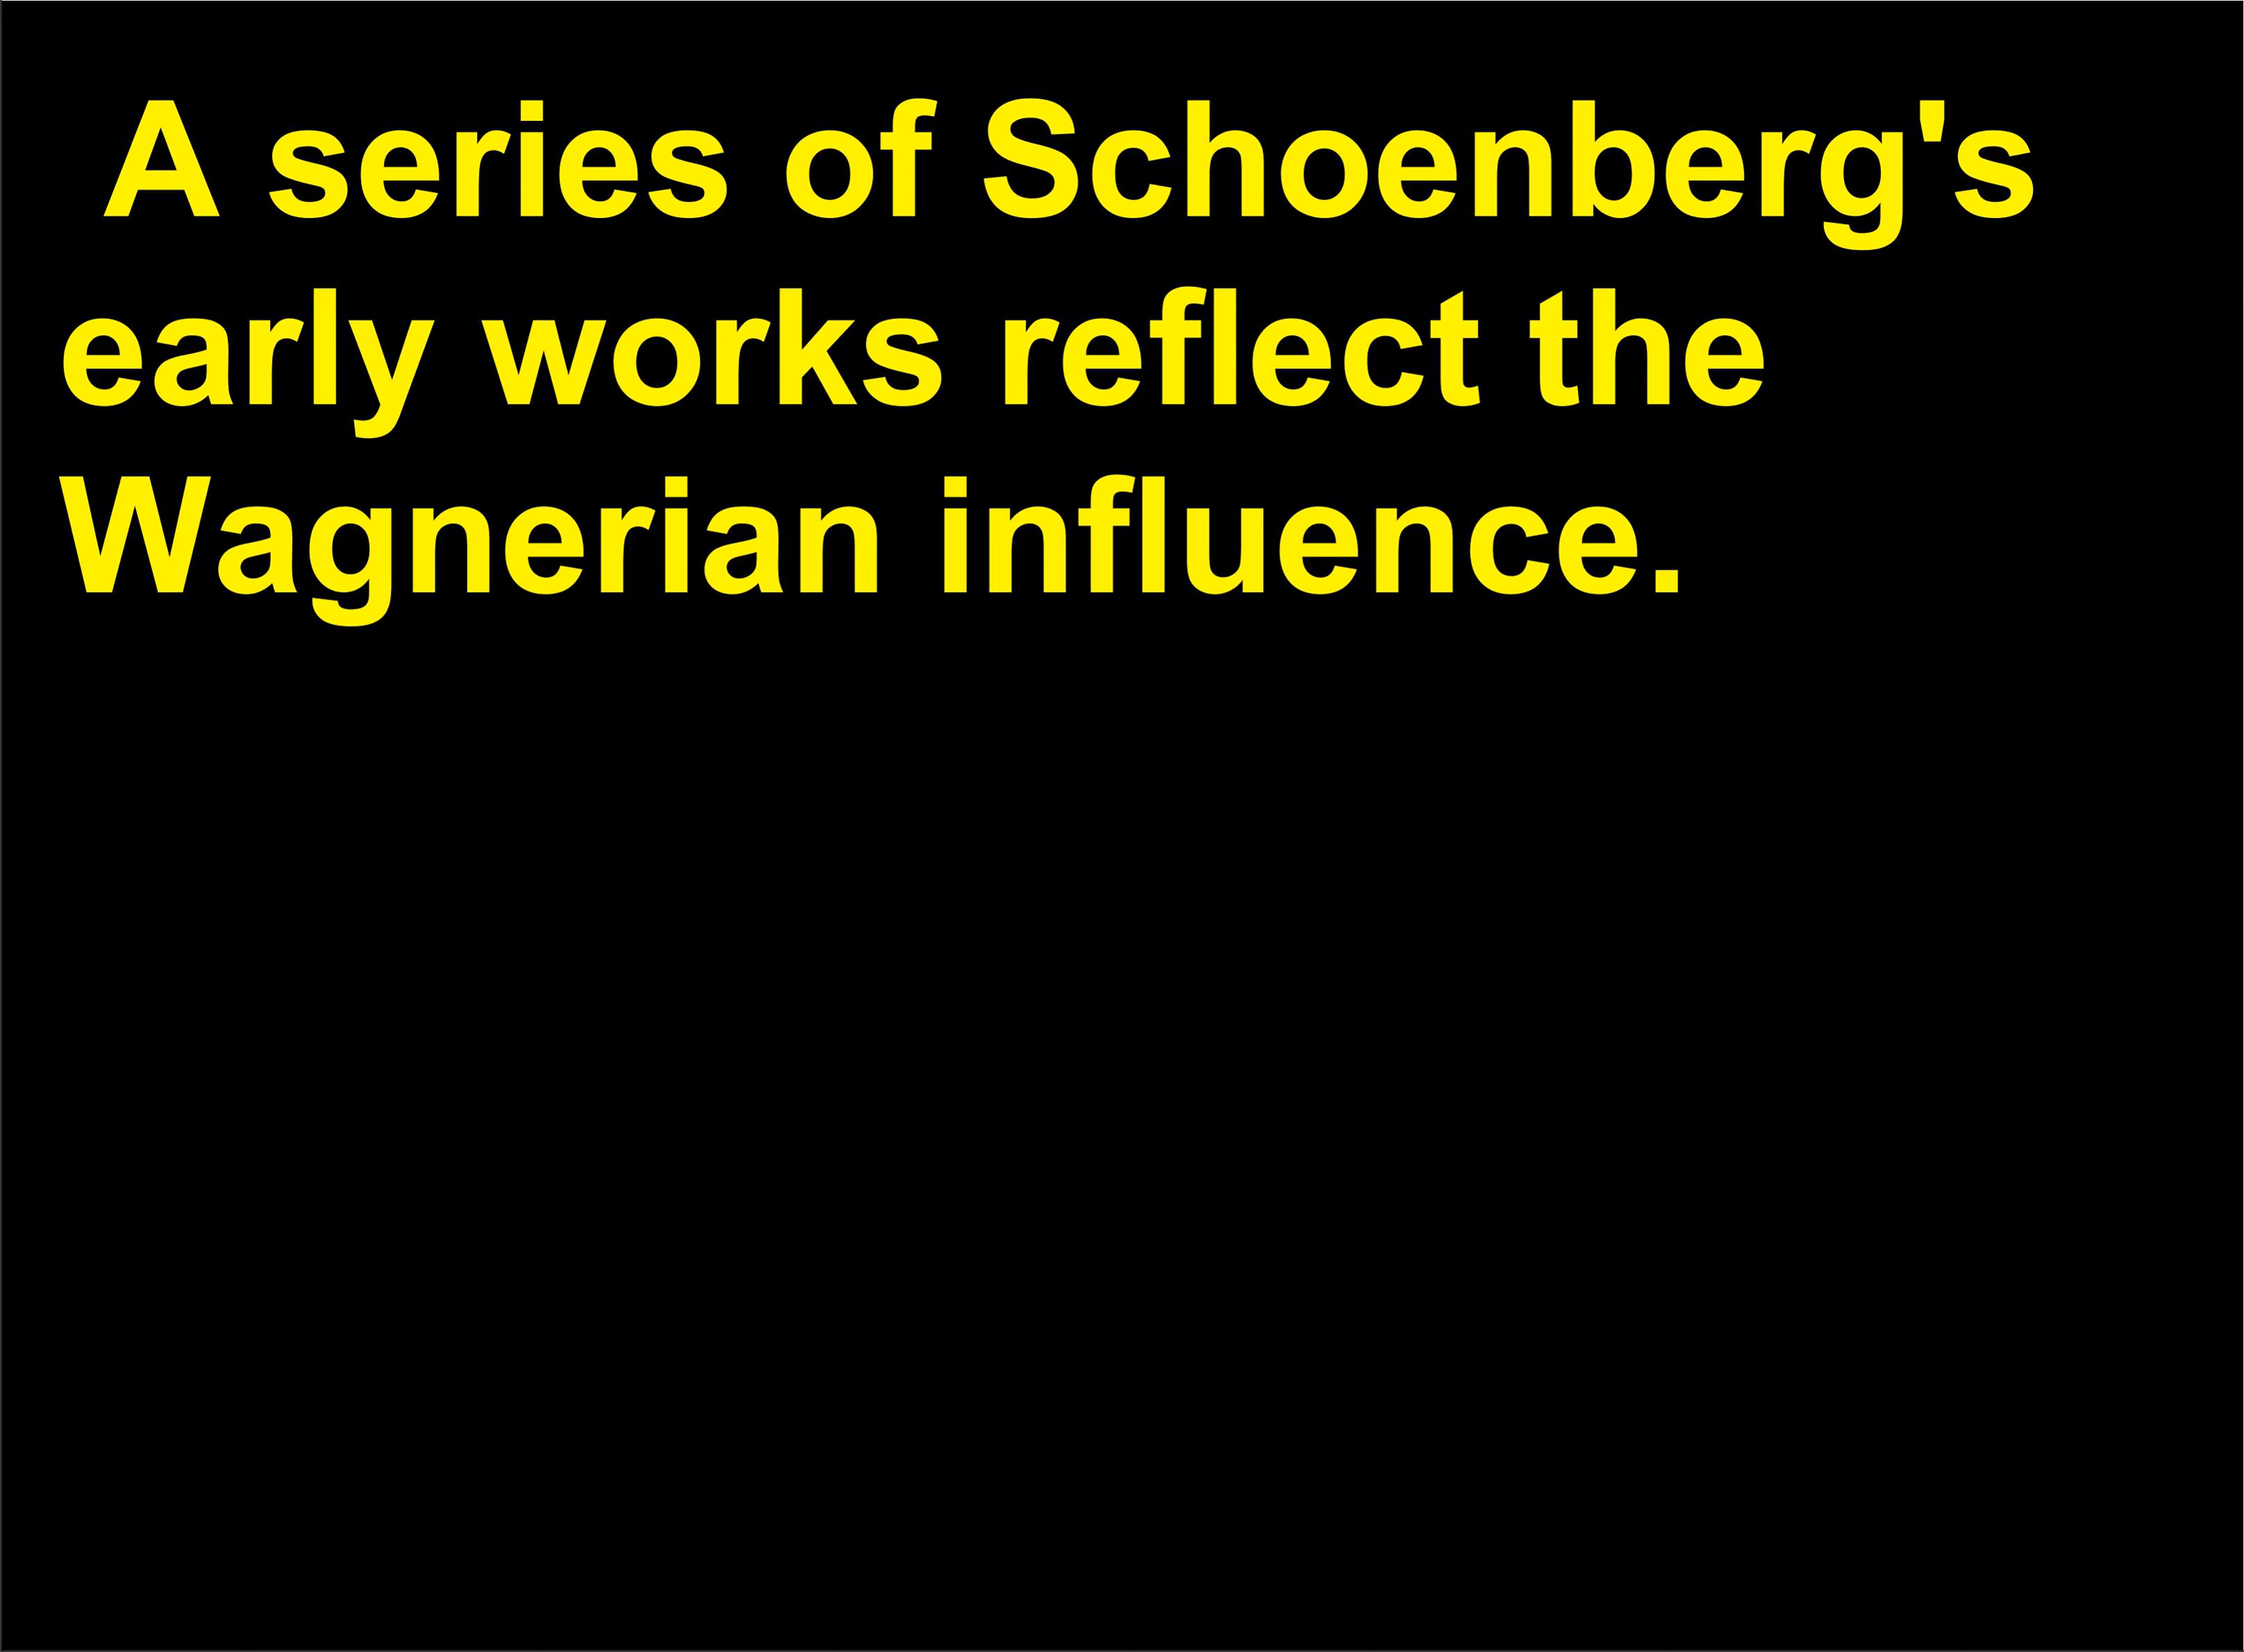 A series of Schoenberg's
early works reflect the
Wagnerian influence.